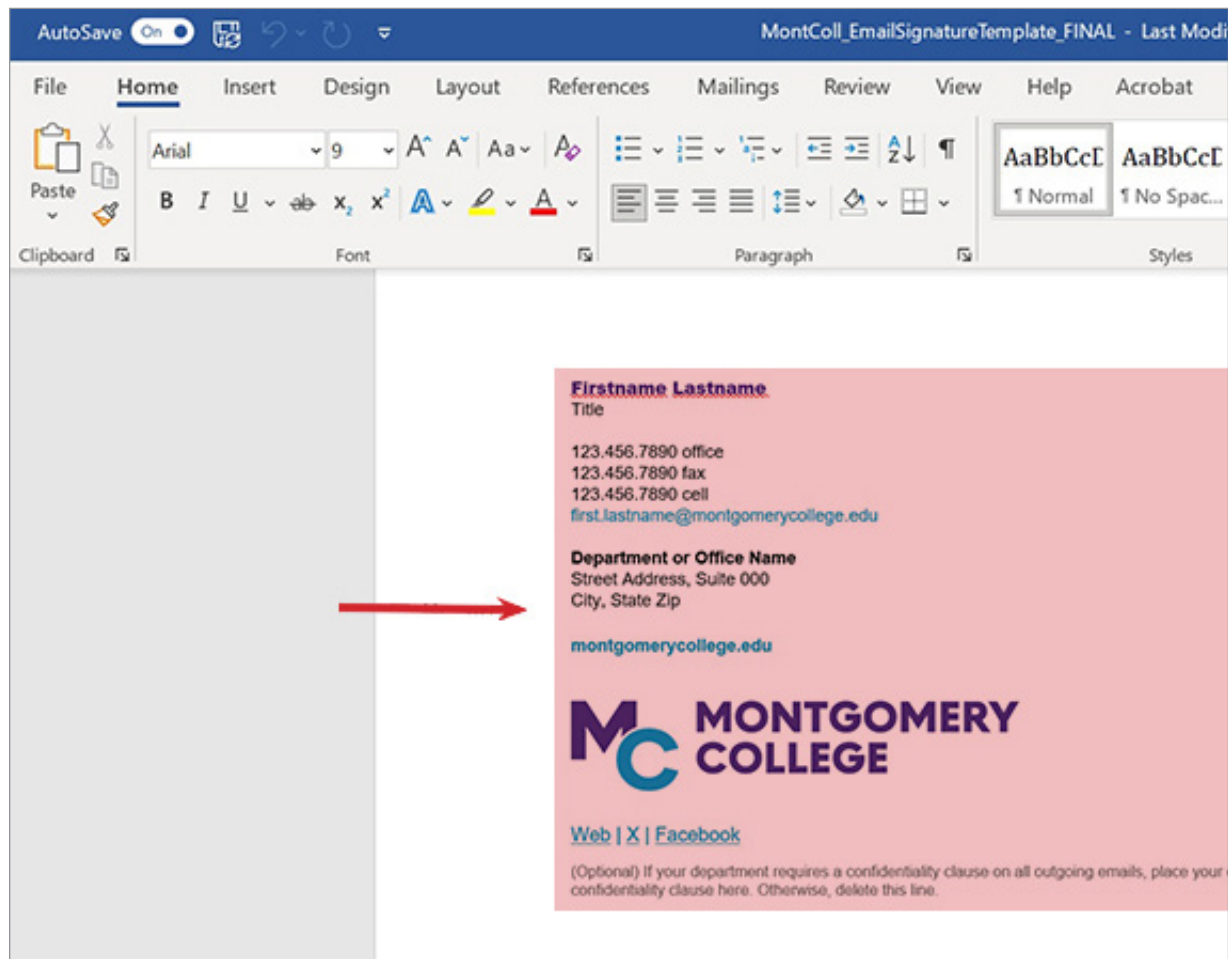 AutoSave On MontColl_EmailSignatureTemplate_FINAL - Last Modi
File Home Insert Design Layout References Mailings Review View Help Acrobat
Paste Arial 9 Aa AaBbCcD AaBbCcD
B I U ab x2 x2 A A ¶ Normal ¶ No Spac...
Clipboard Font Paragraph Styles
Firstname Lastname
Title
123.456.7890 office
123.456.7890 fax
123.456.7890 cell
first.lastname@montgomerycollege.edu
Department or Office Name
Street Address, Suite 000
City, State Zip
montgomerycollege.edu
MC MONTGOMERY
COLLEGE
Web | X | Facebook
(Optional) If your department requires a confidentiality clause on all outgoing emails, place your
confidentiality clause here. Otherwise, delete this line.